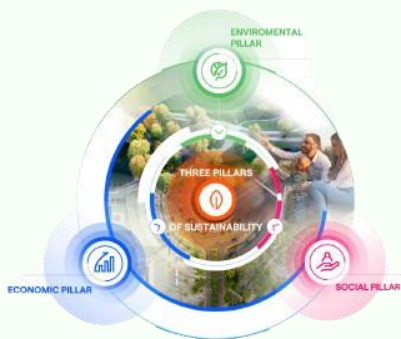 ENVIROMENTAL
PILLAR
THREE PILLARS
OF SUSTAINABILITY
ECONOMIC PILLAR
SOCIAL PILLAR